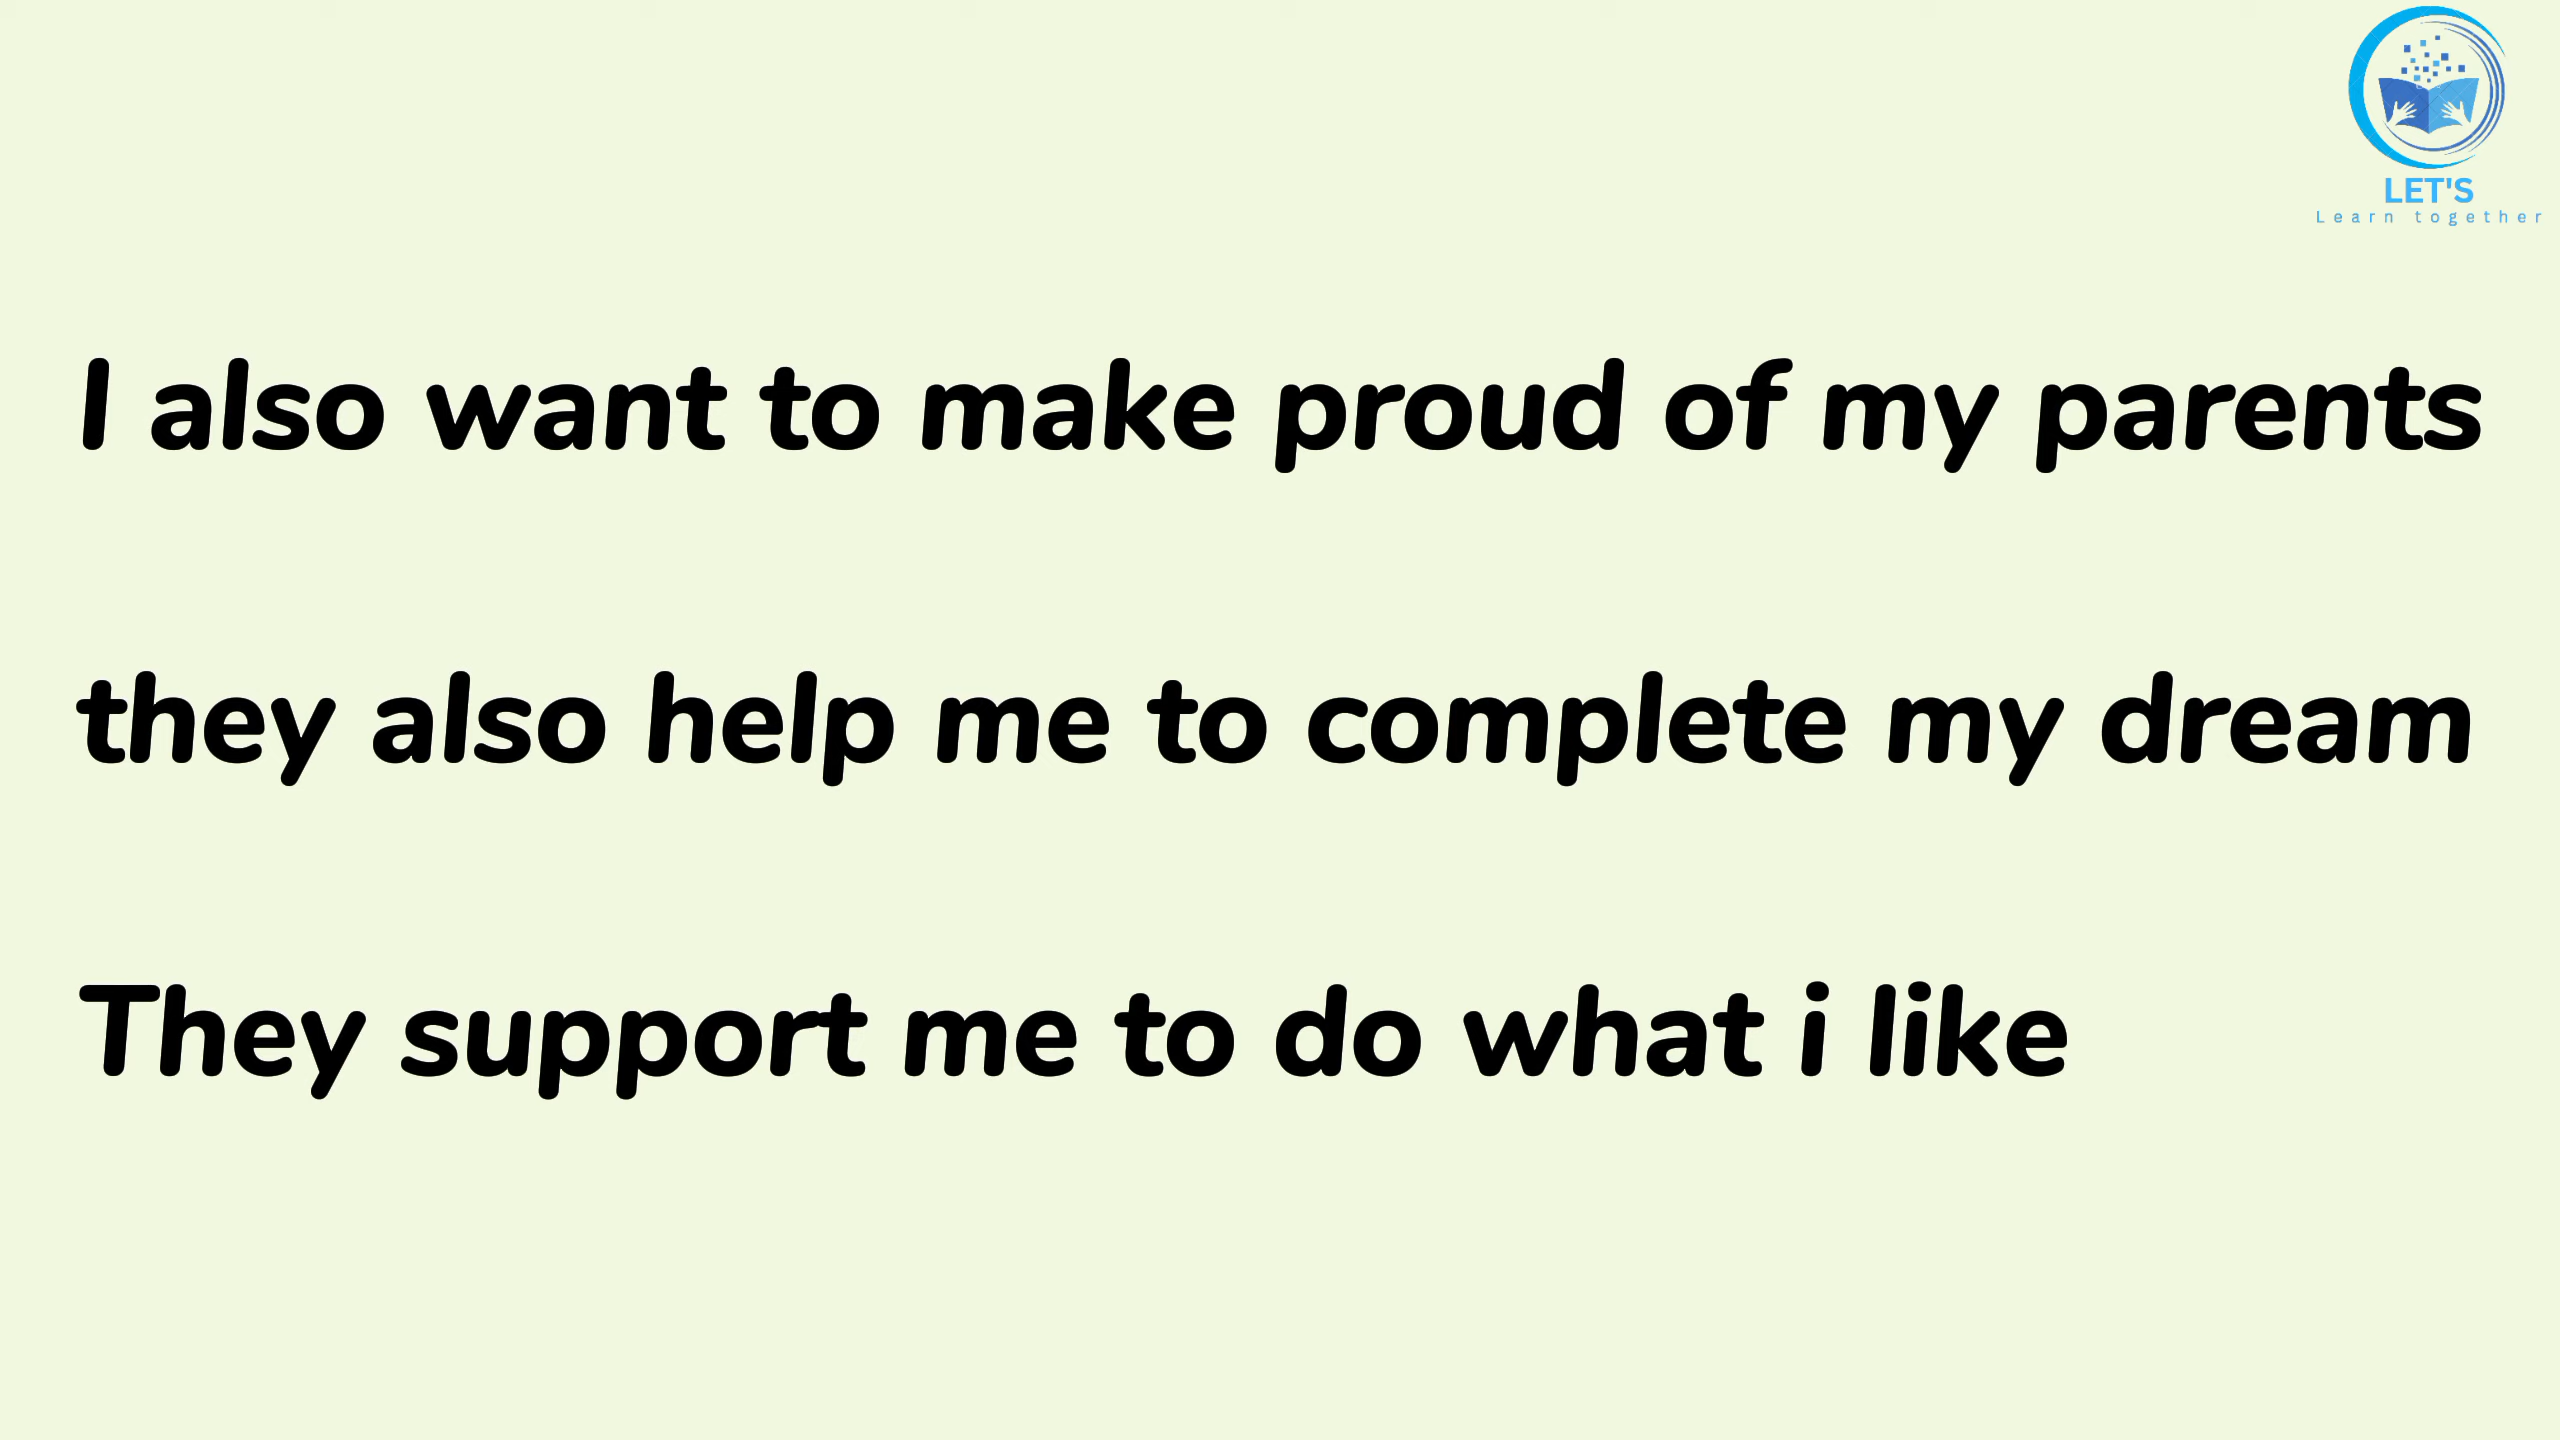 LET'S
Learn together
I also want to make proud of my parents
they also help me to complete my dream
They support me to do what i like